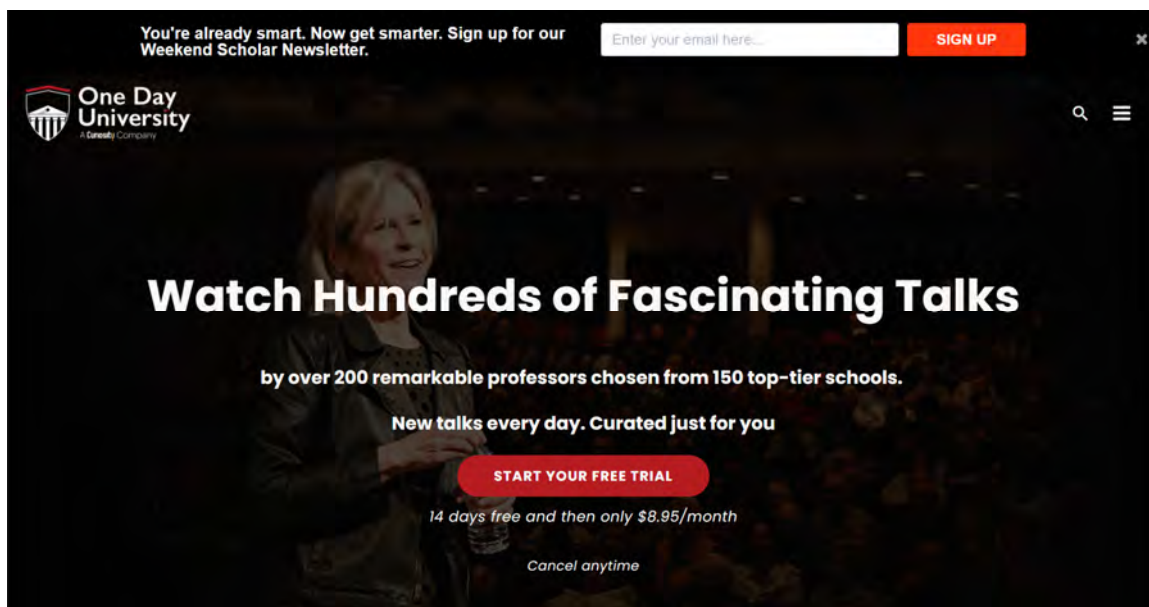 You're already smart. Now get smarter. Sign up for our
Weekend Scholar Newsletter.
Enter your email here...
SIGN UP
One Day
University
A Curiosity Company
Watch Hundreds of Fascinating Talks
by over 200 remarkable professors chosen from 150 top-tier schools.
New talks every day. Curated just for you
START YOUR FREE TRIAL
14 days free and then only $8.95/month
Cancel anytime